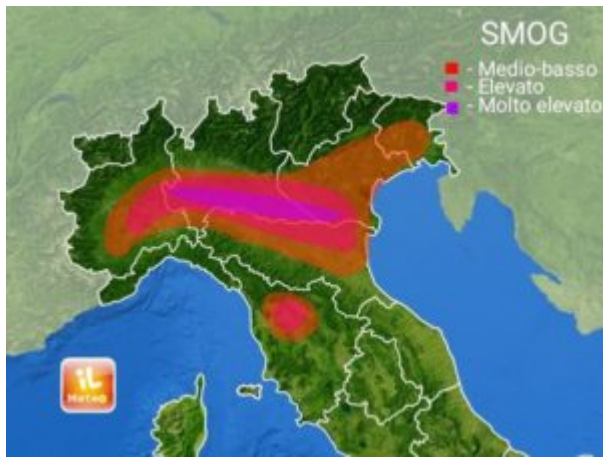 SMOG
- Medio-basso
- Elevato
- Molto elevato
iL
Meteo